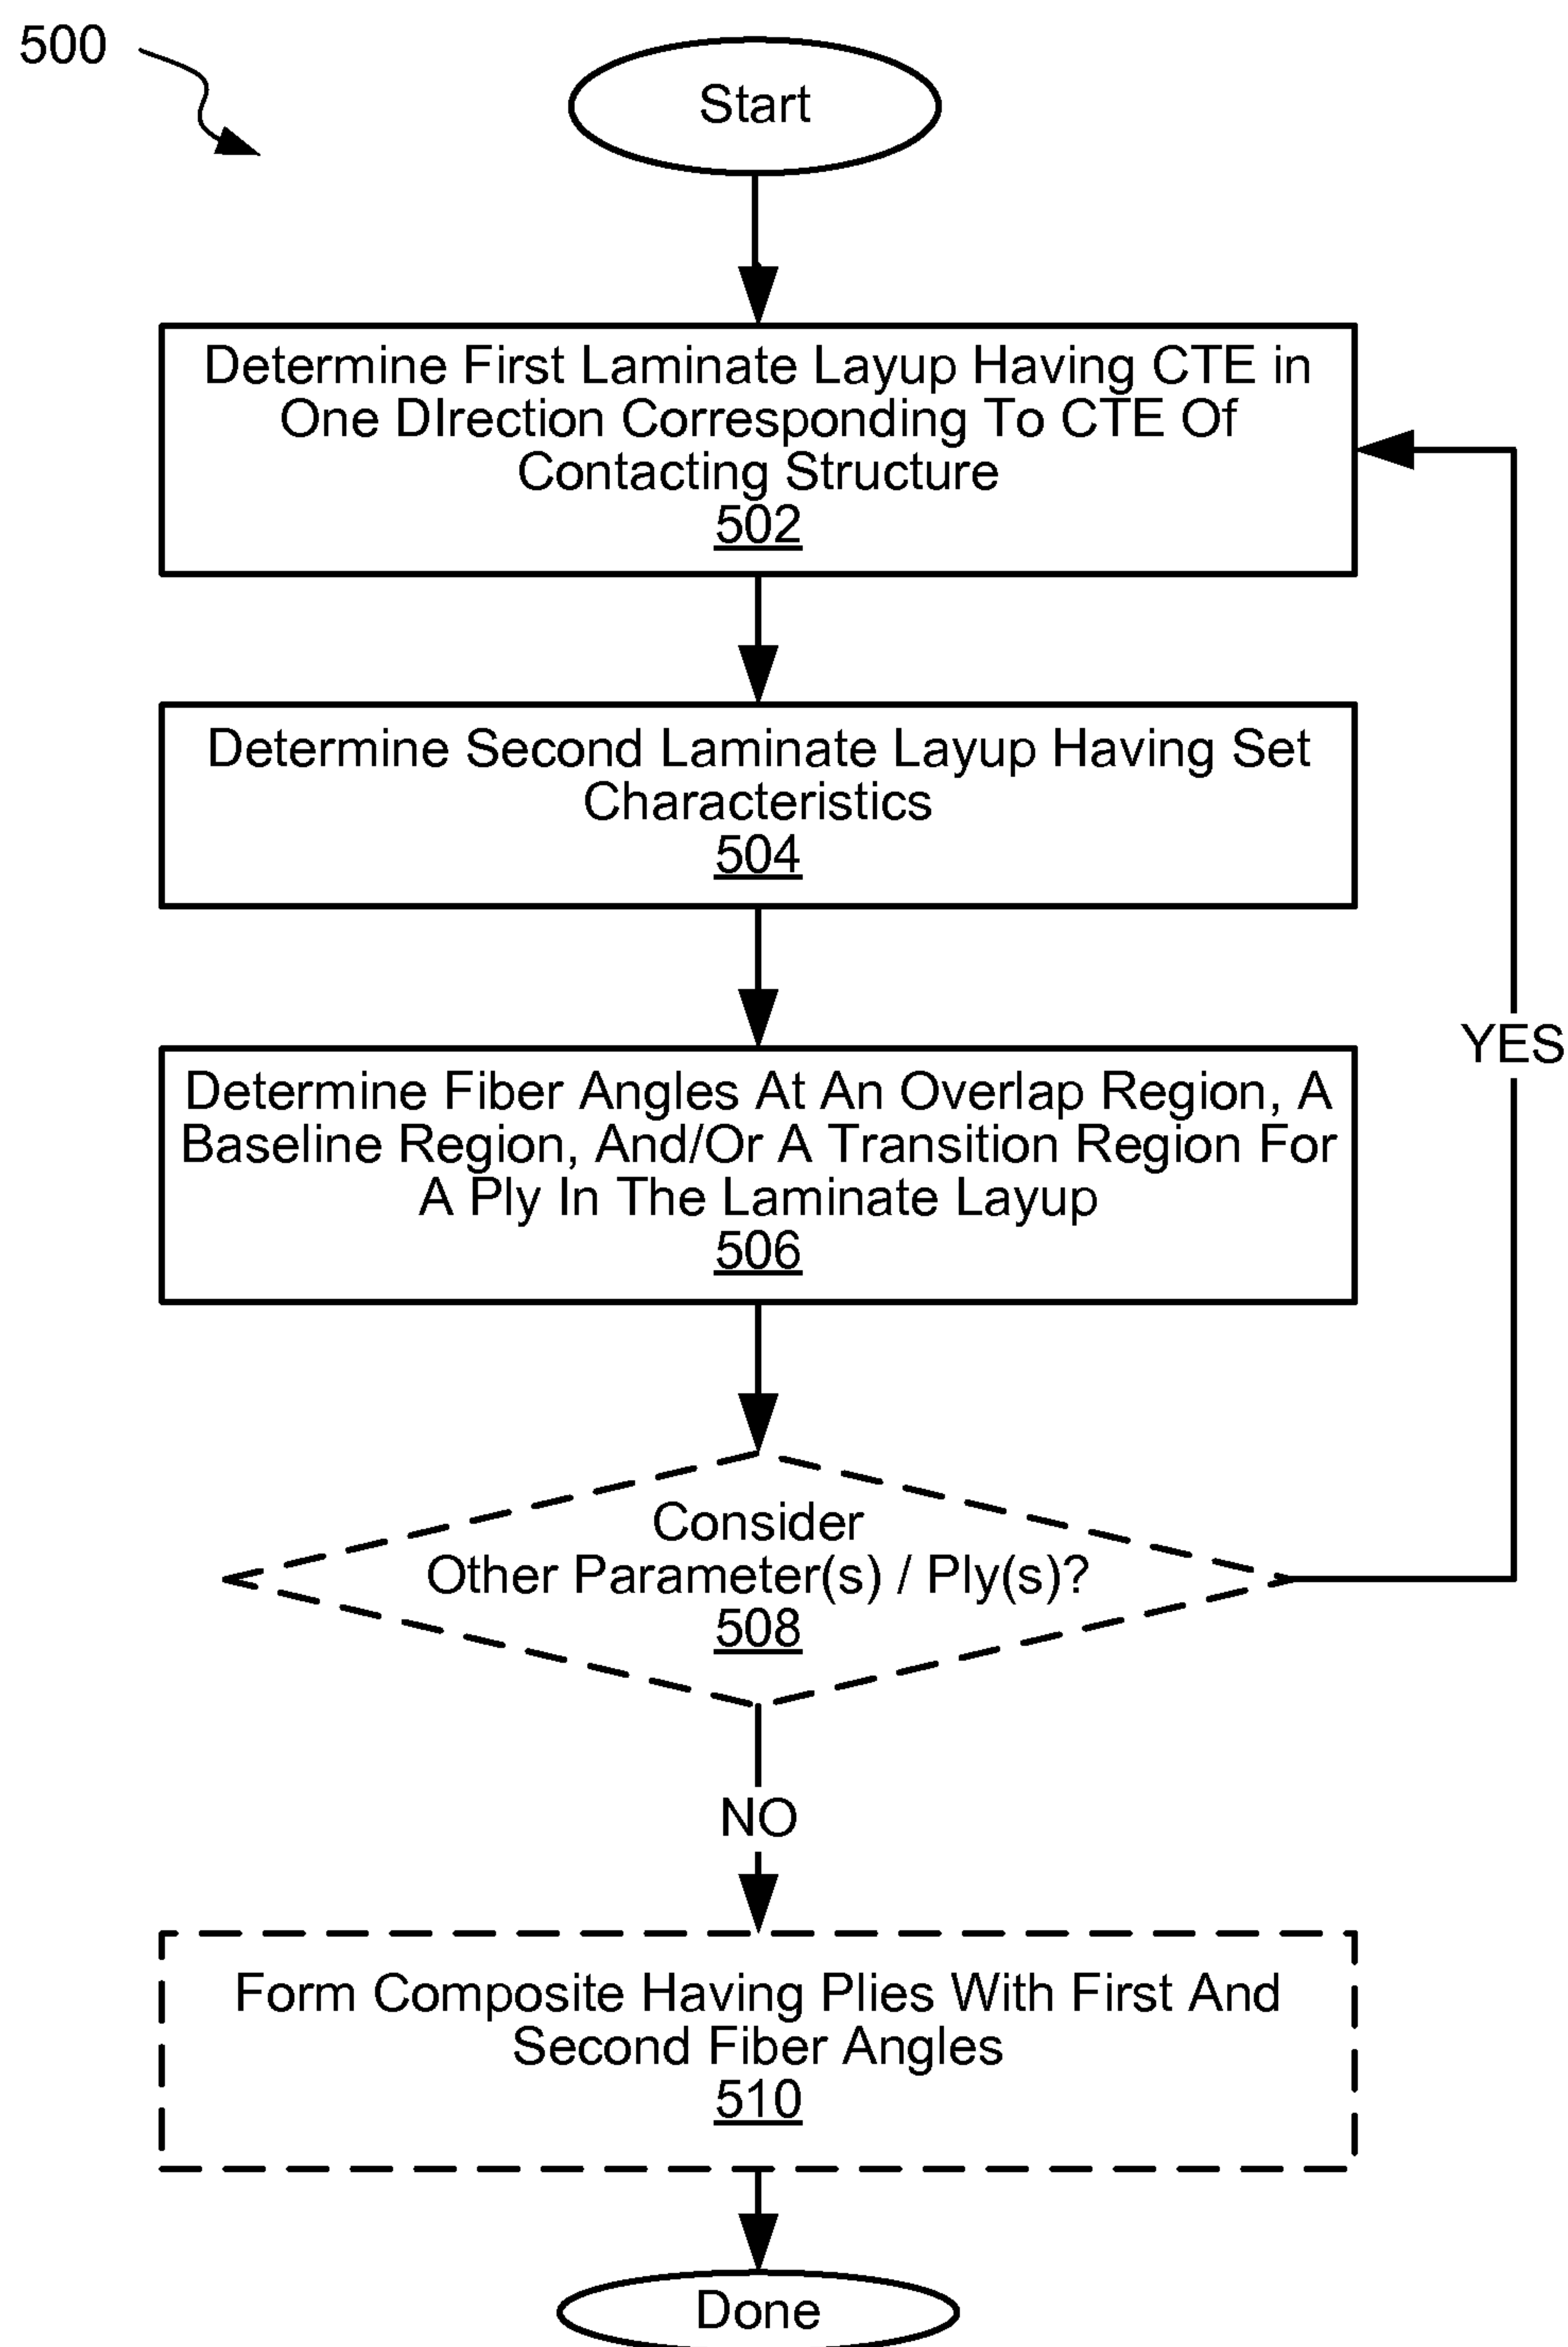 500
Start
Determine First Laminate Layup Having CTE in
One DIrection Corresponding To CTE Of
Contacting Structure
502
Determine Second Laminate Layup Having Set
Characteristics
504
Determine Fiber Angles At An Overlap Region, A
Baseline Region, And/Or A Transition Region For
A Ply In The Laminate Layup
506
YES
Consider
Other Parameter(s) / Ply(s)?
508
NO
Form Composite Having Plies With First And
Second Fiber Angles
510
Done